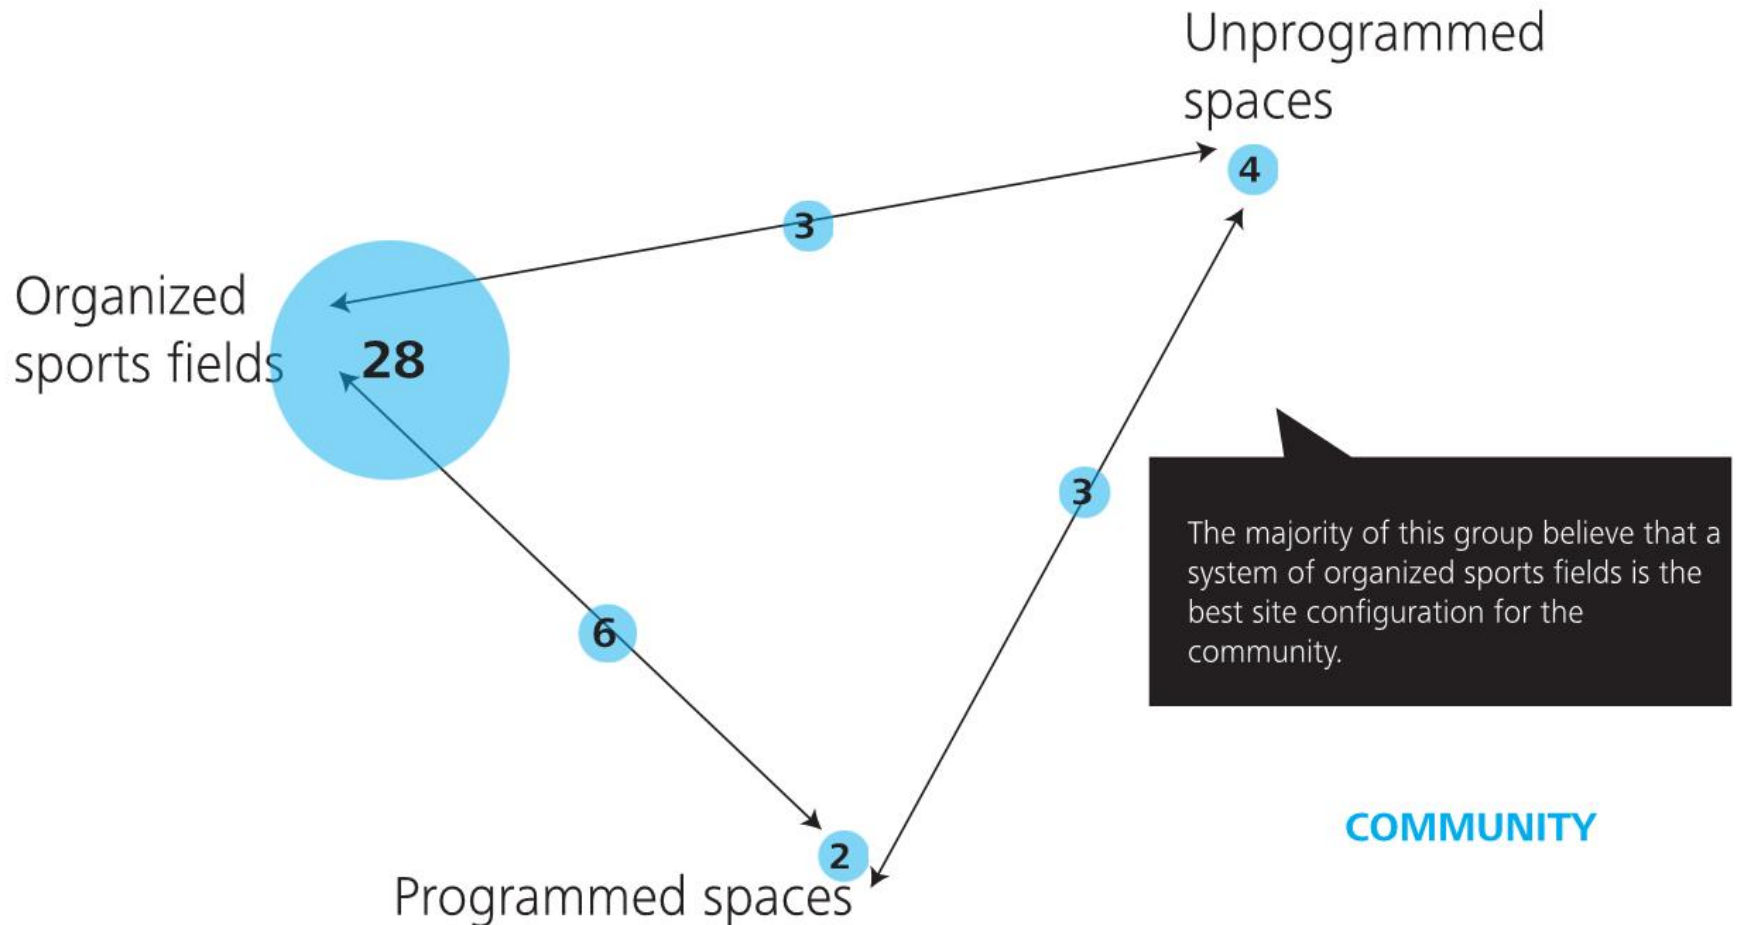 Unprogrammed
spaces
4
3
Organized
sports fields
28
3
6
2
Programmed spaces
The majority of this group believe that a
system of organized sports fields is the
best site configuration for the
community.
COMMUNITY